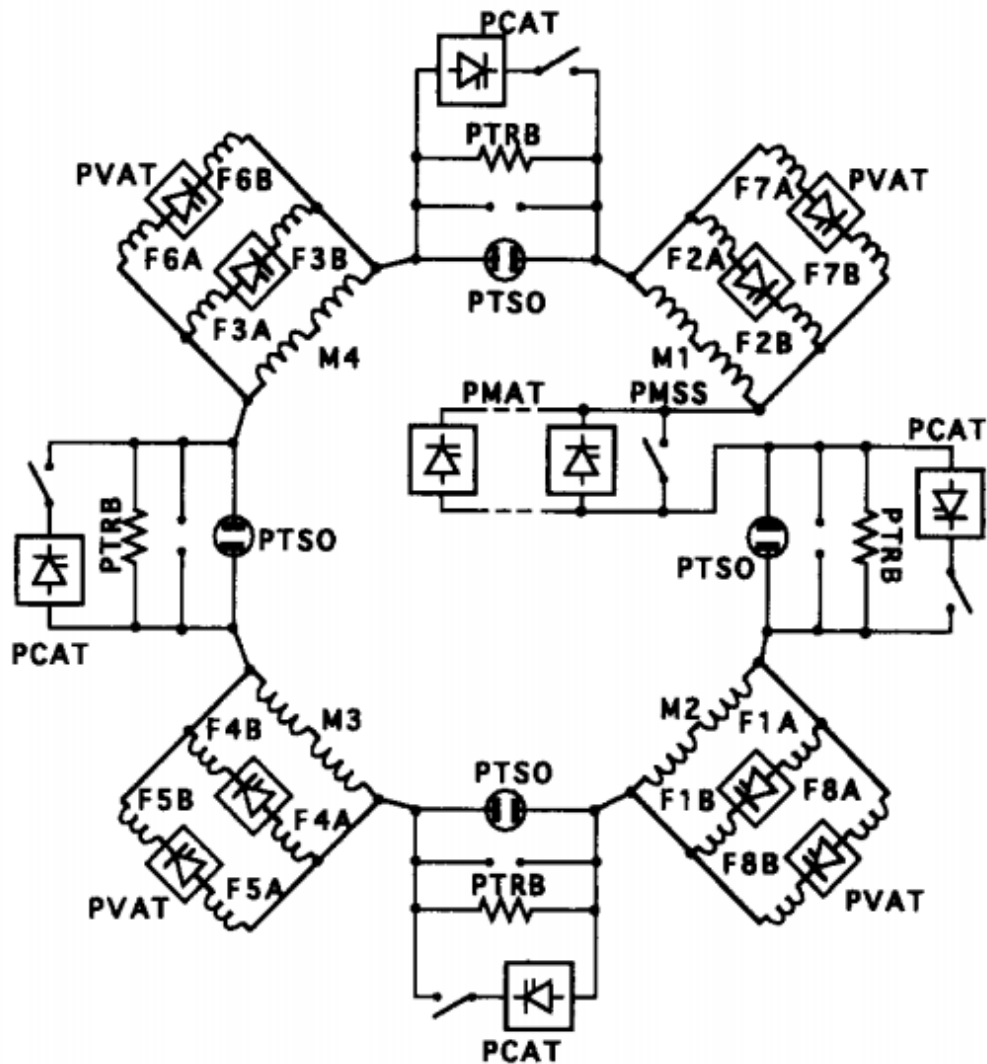 PCAT
PTRB
PVAT
F6B
F7A
PVAT
F6A
F3B
F2A
F7B
PTSO
F3A
F2B
M4
M1
PMAT
PMSS
PCAT
PTRB
PTSO
PTSO
PTRB
PCAT
M3
M2
F4B
F1A
PTSO
F5B
F4A
F1B
F8A
F5A
PTRB
F8B
PVAT
PVAT
PCAT